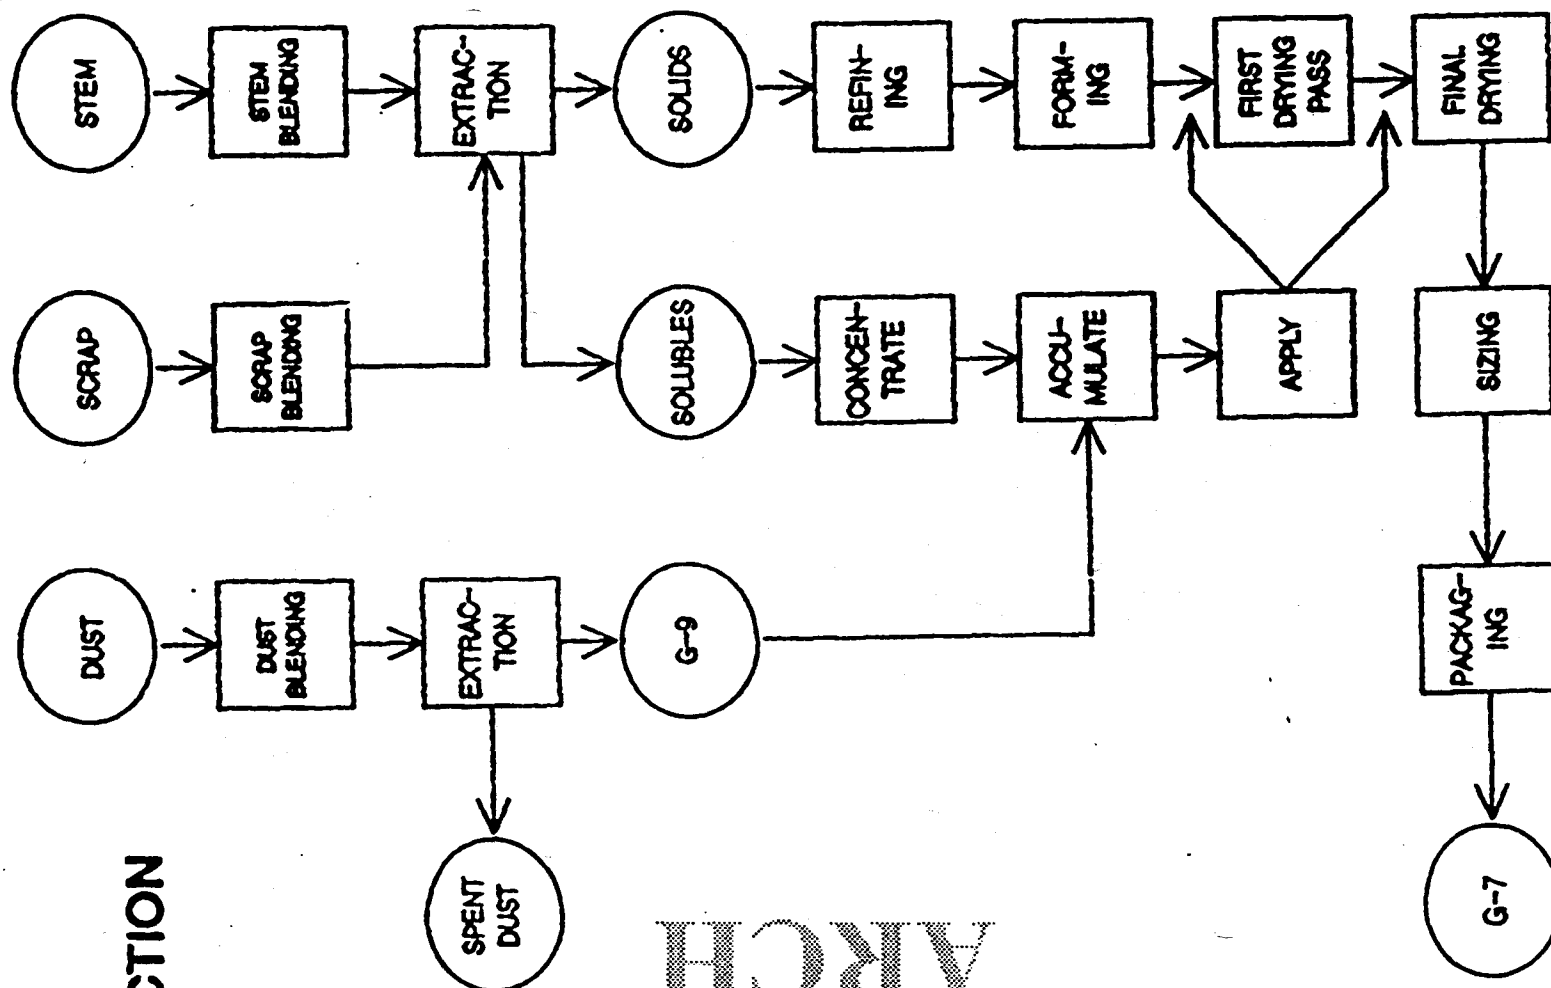 STEM
STEM
BLENDING
EXTRAC-
TION
SOLIDS
REFIN-
ING
FORM-
ING
FIRST
DRYING
PASS
FINAL
DRYING
SCRAP
SCRAP
BLENDING
SOLUBLES
CONCEN-
TRATE
ACCU-
MULATE
APPLY
SIZING
DUST
DUST
BLENDING
EXTRAC-
TION
G-9
PACKAG-
ING
SPENT
DUST
G-7
CTION
ARCH